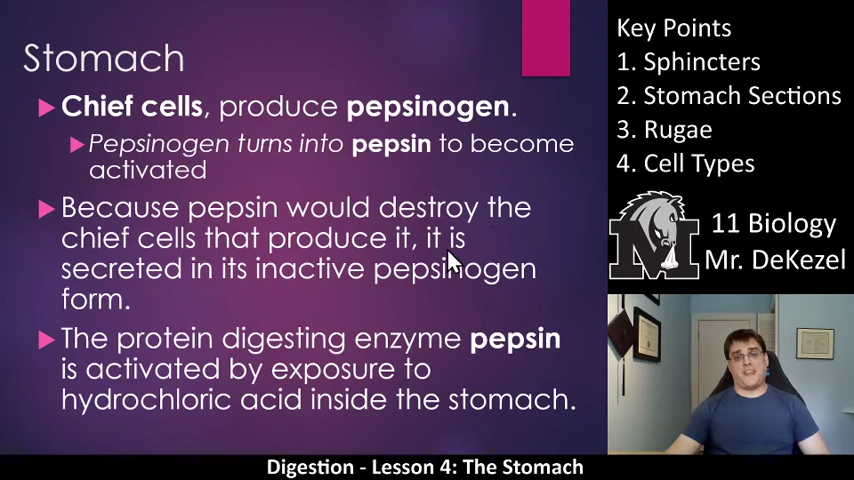 Stomach
Chief cells, produce pepsinogen.
Pepsinogen turns into pepsin to become
activated
Because pepsin would destroy the
chief cells that produce it, it is
secreted in its inactive pepsinogen
form.
The protein digesting enzyme pepsin
is activated by exposure to
hydrochloric acid inside the stomach.
Key Points
1. Sphincters
2. Stomach Sections
3. Rugae
4. Cell Types
M
11 Biology
Mr. DeKezel
Digestion - Lesson 4: The Stomach